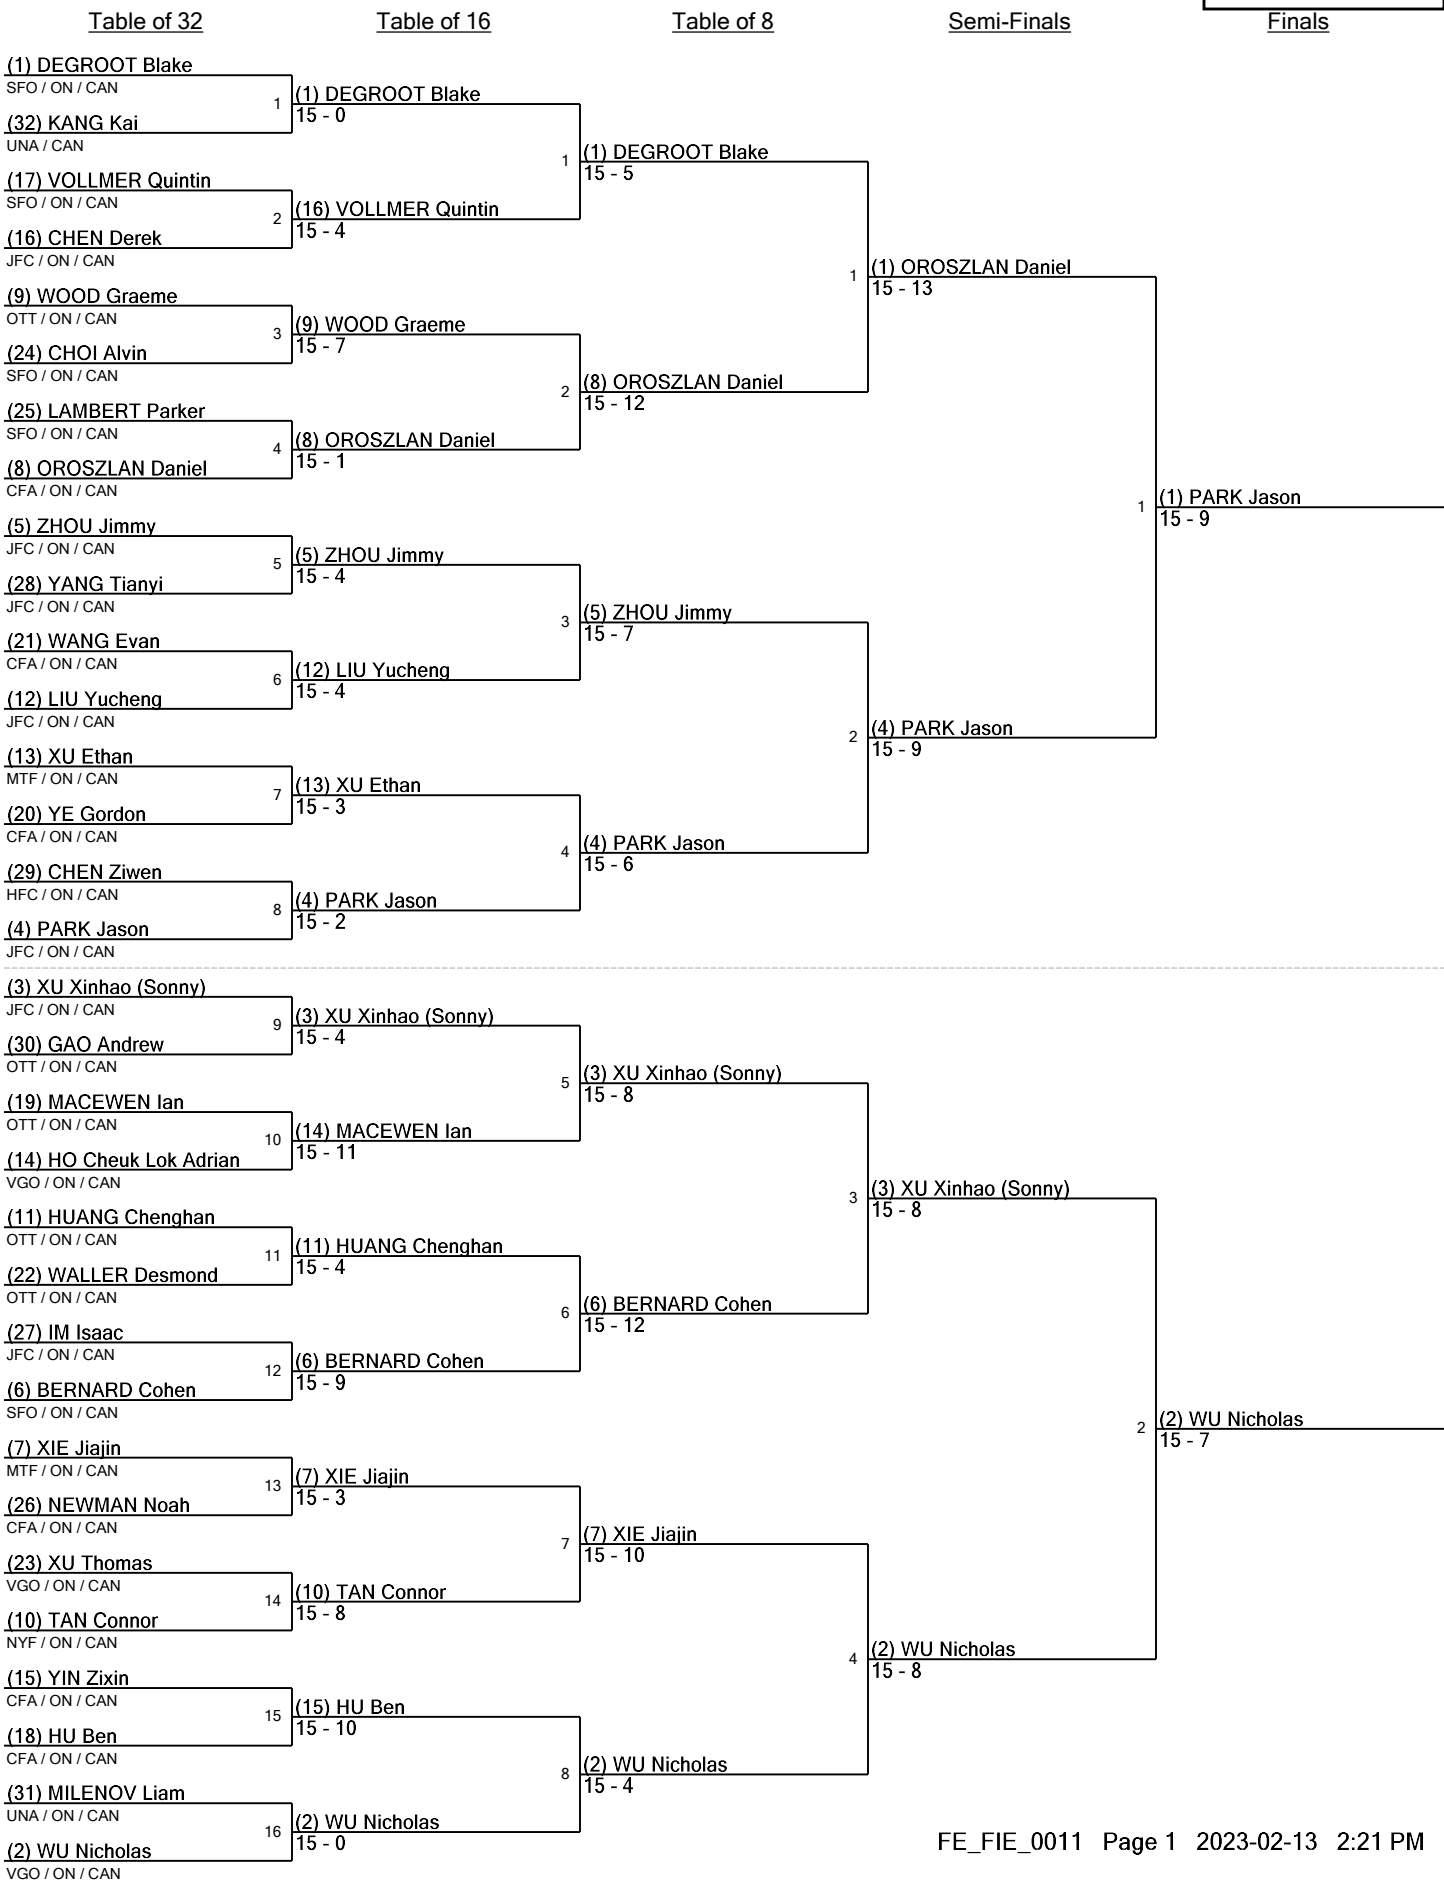 Table of 32
Table of 16
Table of 8
Semi-Finals
Finals
(1) DEGROOT Blake
SFO / ON / CAN
(32) KANG Kai
UNA / CAN
(17) VOLLMER Quintin
SFO / ON / CAN
(16) CHEN Derek
JFC / ON / CAN
(9) WOOD Graeme
OTT / ON / CAN
(24) CHOI Alvin
SFO / ON / CAN
(25) LAMBERT Parker
SFO / ON / CAN
(8) OROSZLAN Daniel
CFA / ON / CAN
(5) ZHOU Jimmy
JFC / ON / CAN
(28) YANG Tianyi
JFC / ON / CAN
(21) WANG Evan
CFA / ON / CAN
(12) LIU Yucheng
JFC / ON / CAN
(13) XU Ethan
MTF / ON / CAN
(20) YE Gordon
CFA / ON / CAN
(29) CHEN Ziwen
HFC / ON / CAN
(4) PARK Jason
JFC / ON / CAN
(3) XU Xinhao (Sonny)
JFC / ON / CAN
(30) GAO Andrew
OTT / ON / CAN
(19) MACEWEN Ian
OTT / ON / CAN
(14) HO Cheuk Lok Adrian
VGO / ON / CAN
(11) HUANG Chenghan
OTT / ON / CAN
(22) WALLER Desmond
OTT / ON / CAN
(27) IM Isaac
JFC / ON / CAN
(6) BERNARD Cohen
SFO / ON / CAN
(7) XIE Jiajin
MTF / ON / CAN
(26) NEWMAN Noah
CFA / ON / CAN
(23) XU Thomas
VGO / ON / CAN
(10) TAN Connor
NYF / ON / CAN
(15) YIN Zixin
CFA / ON / CAN
(18) HU Ben
CFA / ON / CAN
(31) MILENOV Liam
UNA / ON / CAN
(2) WU Nicholas
VGO / ON / CAN
1 (1) DEGROOT Blake
15 - 0
2 (16) VOLLMER Quintin
15 - 4
3 (9) WOOD Graeme
15 - 7
4 (8) OROSZLAN Daniel
15 - 1
5 (5) ZHOU Jimmy
15 - 4
6 (12) LIU Yucheng
15 - 4
7 (13) XU Ethan
15 - 3
8 (4) PARK Jason
15 - 2
9 (3) XU Xinhao (Sonny)
15 - 4
10 (14) MACEWEN Ian
15 - 11
11 (11) HUANG Chenghan
15 - 4
12 (6) BERNARD Cohen
15 - 9
13 (7) XIE Jiajin
15 - 3
14 (10) TAN Connor
15 - 8
15 (15) HU Ben
15 - 10
16 (2) WU Nicholas
15 - 0
1 (1) DEGROOT Blake
15 - 5
2 (8) OROSZLAN Daniel
15 - 12
3 (5) ZHOU Jimmy
15 - 7
4 (4) PARK Jason
15 - 6
5 (3) XU Xinhao (Sonny)
15 - 8
6 (6) BERNARD Cohen
15 - 12
7 (7) XIE Jiajin
15 - 10
8 (2) WU Nicholas
15 - 4
1 (1) OROSZLAN Daniel
15 - 13
2 (4) PARK Jason
15 - 9
3 (3) XU Xinhao (Sonny)
15 - 8
4 (2) WU Nicholas
15 - 8
1 (1) PARK Jason
15 - 9
2 (2) WU Nicholas
15 - 7
FE_FIE_0011 Page 1 2023-02-13 2:21 PM